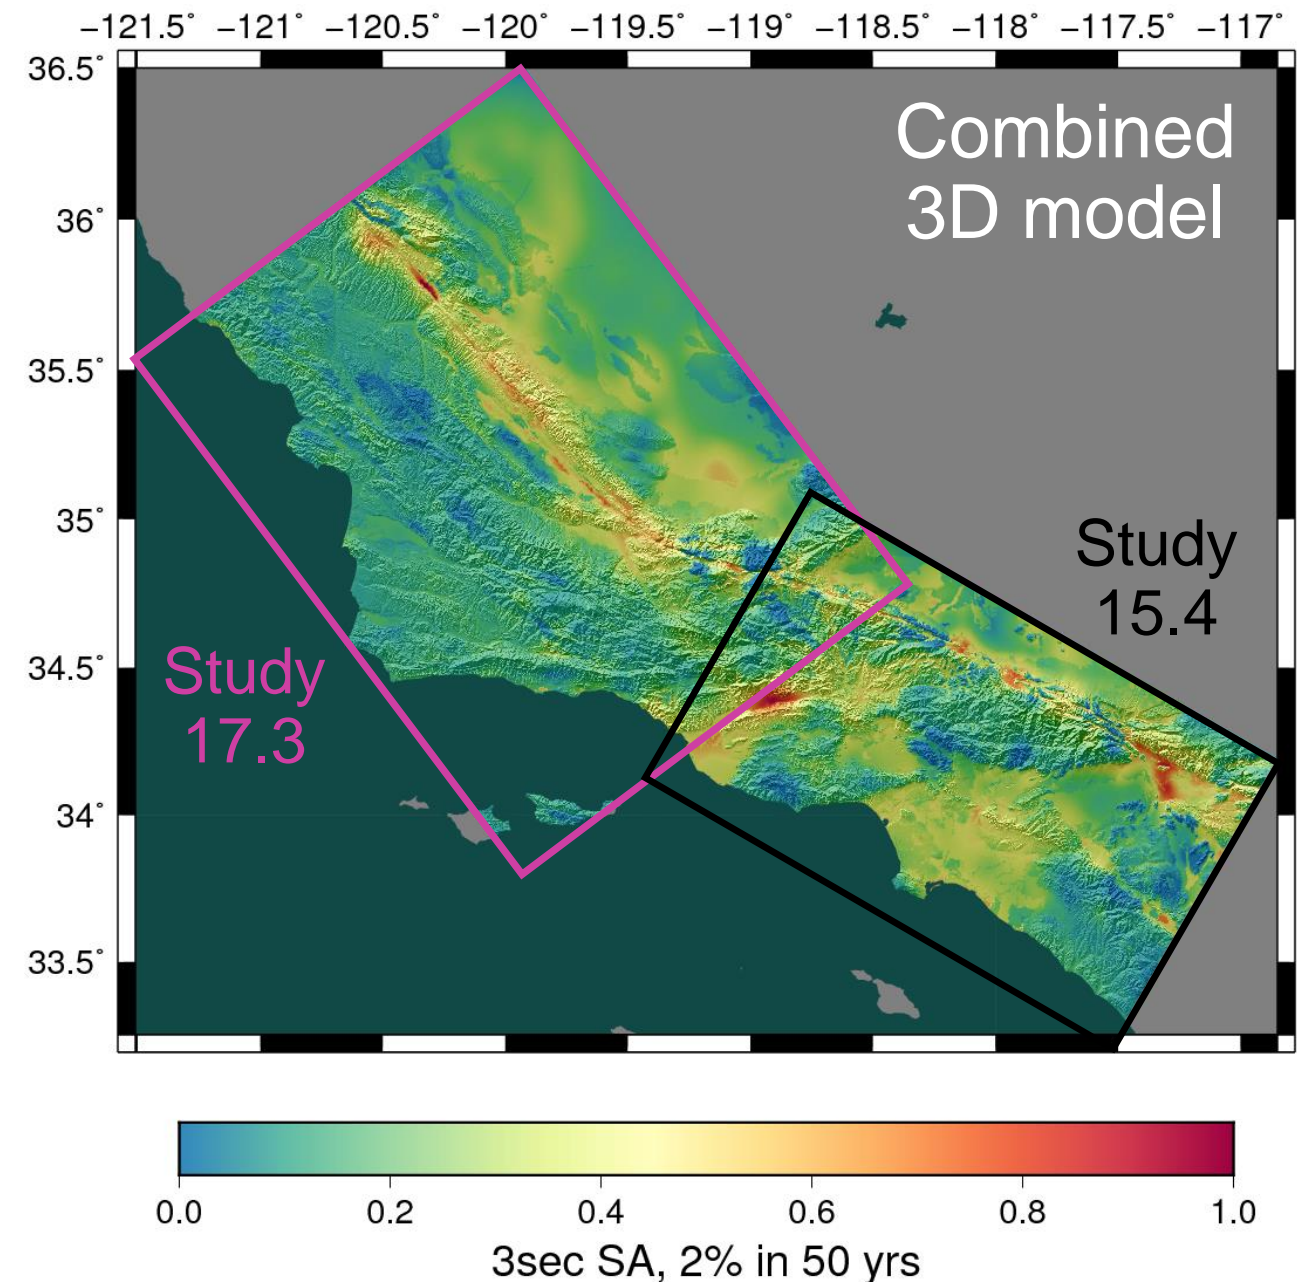 −121.5˚ −121˚ −120.5˚ −120˚ −119.5˚ −119˚ −118.5˚ −118˚ −117.5˚ −117˚
36.5˚
Combined
3D model
36˚
35.5˚
35˚
Study
15.4
34.5˚
Study
17.3
34˚
33.5˚
0.0 0.2 0.4 0.6 0.8 1.0
3sec SA, 2% in 50 yrs